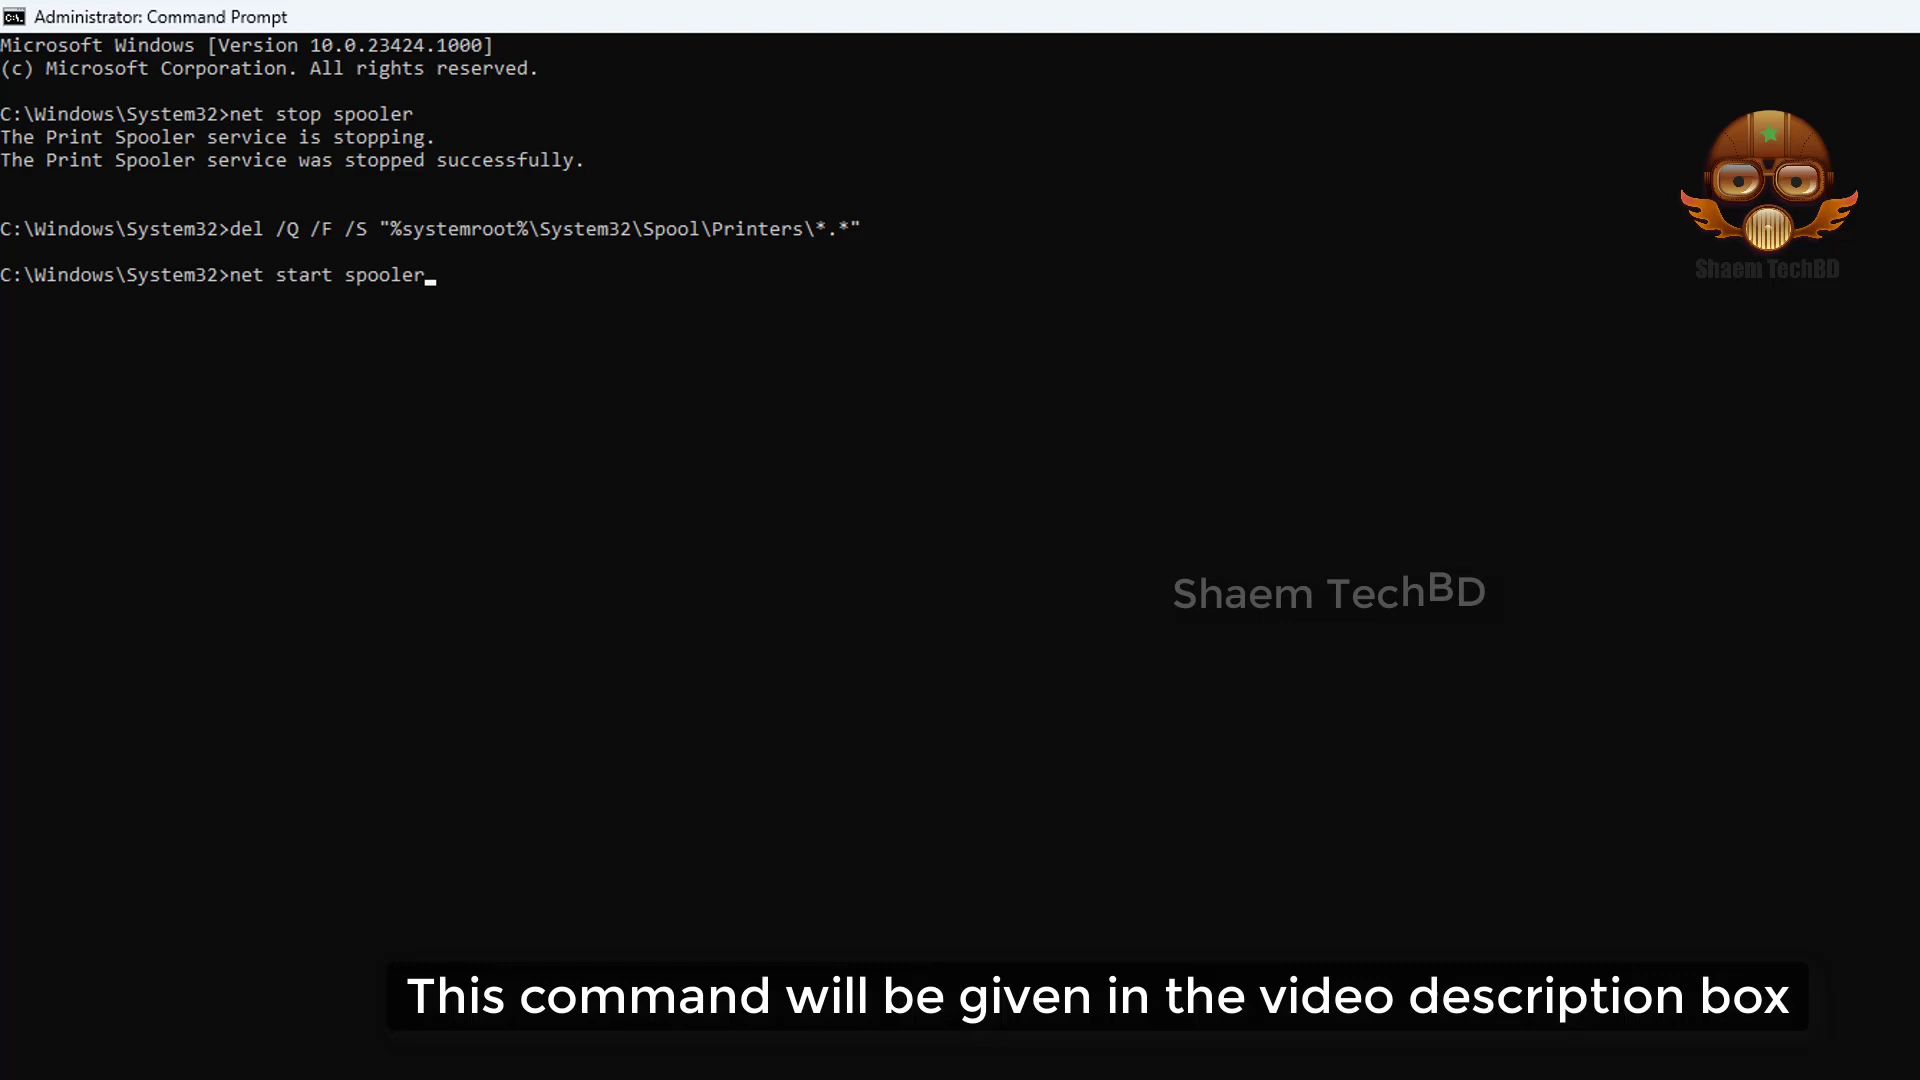 Administrator: Command Prompt
Microsoft Windows [Version 10.0.23424.1000]
(c) Microsoft Corporation. All rights reserved.
C:\Windows\System32>net stop spooler
The Print Spooler service is stopping.
The Print Spooler service was stopped successfully.
C:\Windows\System32>del /Q /F /S "%systemroot%\System32\Spool\Printers\*.*"
C:\Windows\System32>net start spooler
Shaem TechBD
Shaem TechBD
This command will be given in the video description box